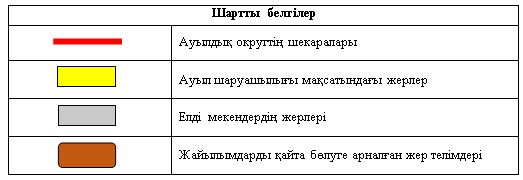 Шартты белгілер
Ауылдық округтің шекаралары
Ауыл шаруашылығы мақсатындағы жерлер
Елді мекендердің жерлері
Жайылымдарды қайта бөлуге арналған жер телімдері